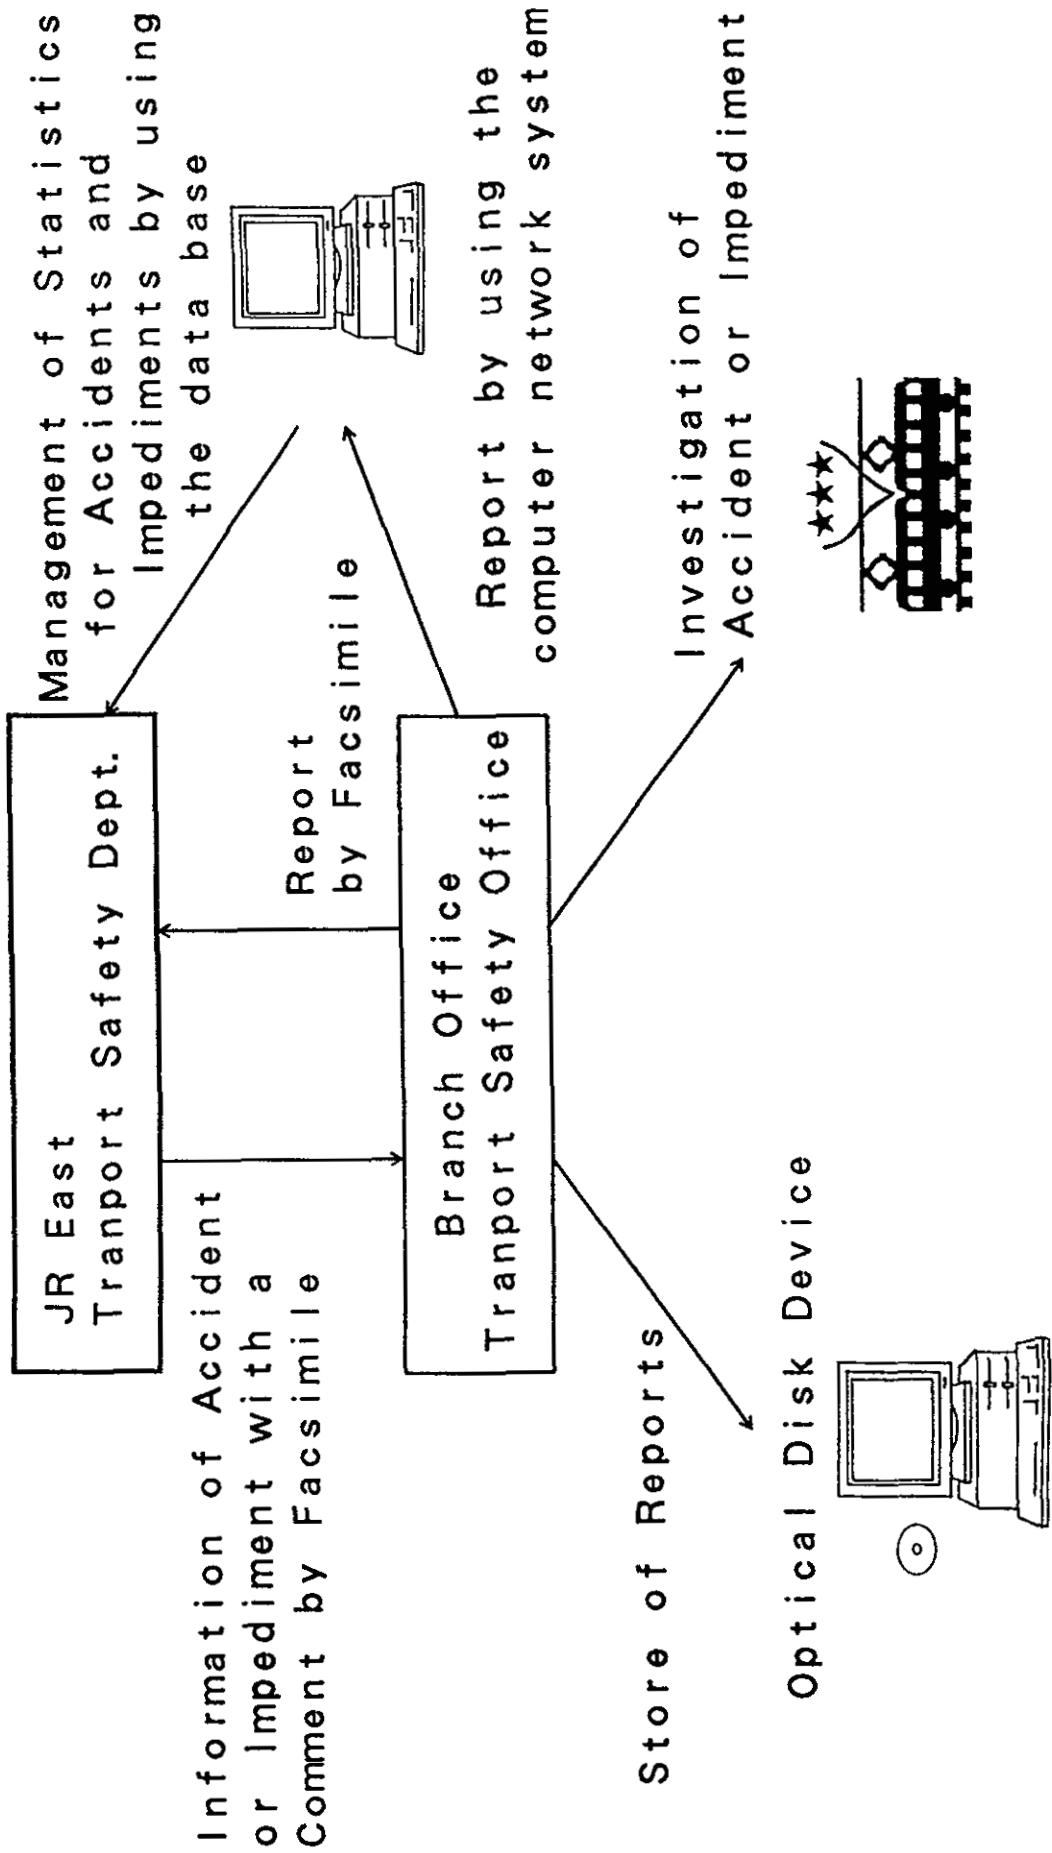 JR East
Tranport Safety Dept.
Management of Statistics
for Accidents and
Impediments by using
the data base
Information of Accident
or Impediment with a
Comment by Facsimile
Report
by Facsimile
Branch Office
Tranport Safety Office
Report by using the
computer network system
Store of Reports
Investigation of
Accident or Impediment
Optical Disk Device